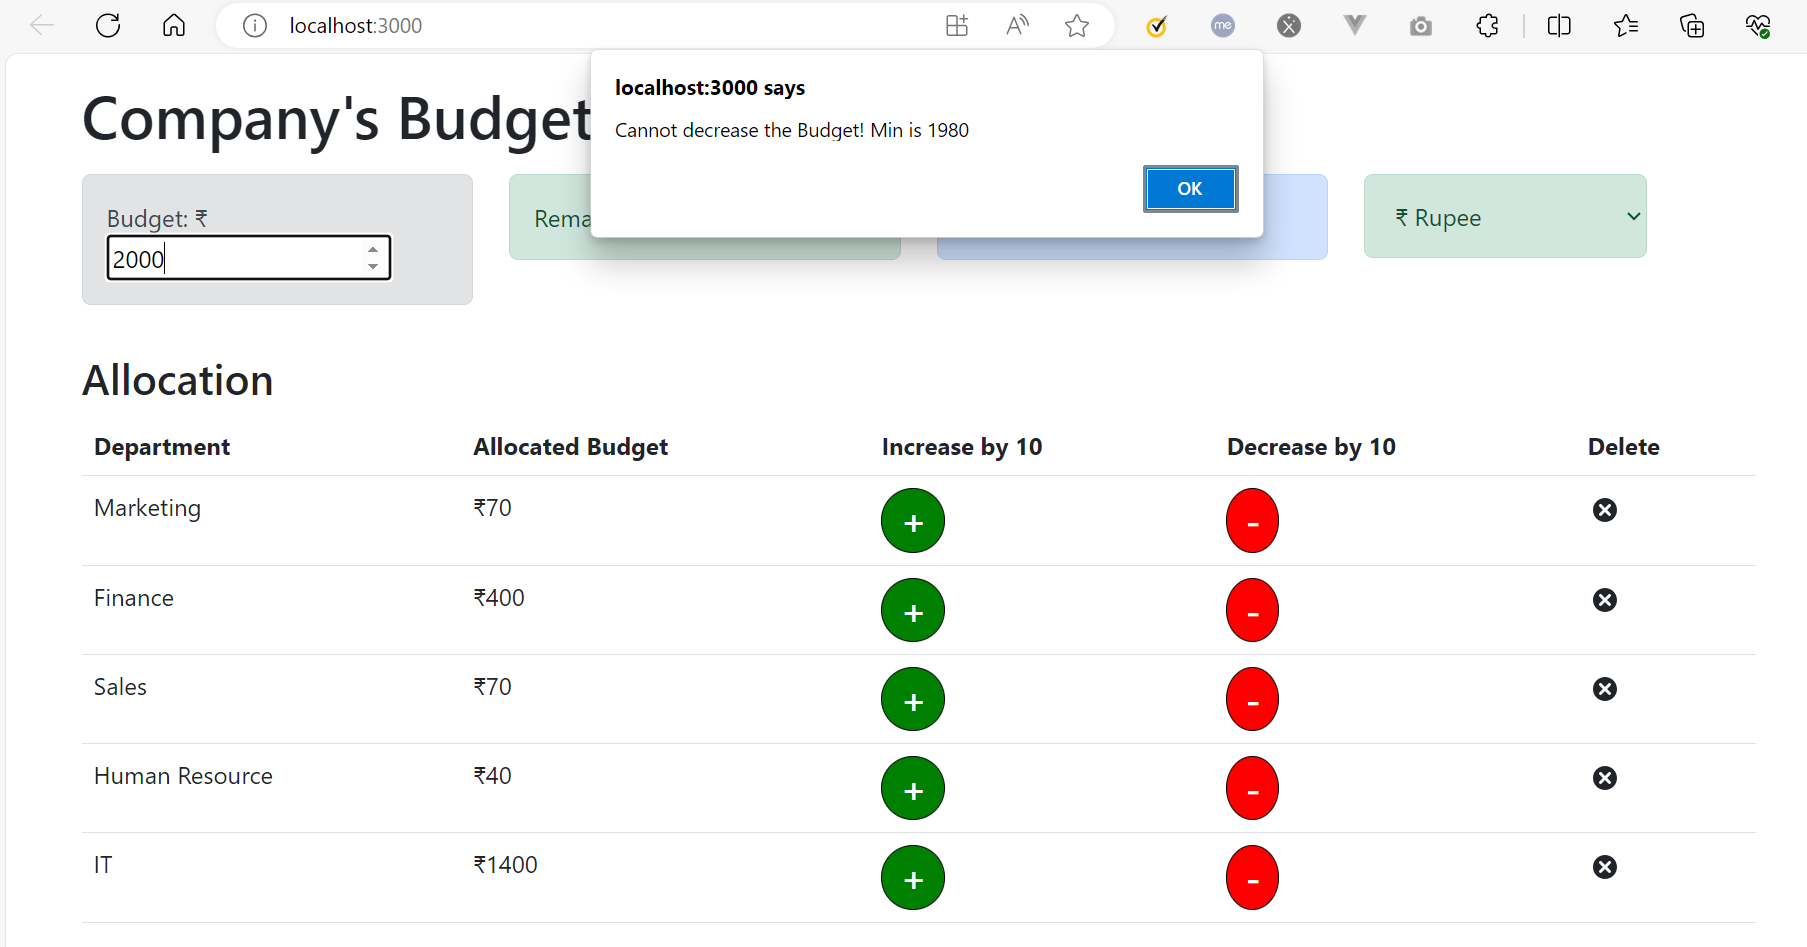 localhost:3000
me
localhost:3000 says
Cannot decrease the Budget! Min is 1980
OK
Company's Budget
Budget: ₹
2000
Rema
₹ Rupee
Allocation
Department Allocated Budget Increase by 10 Decrease by 10 Delete
Marketing ₹70 + -
Finance ₹400 + -
Sales ₹70 + -
Human Resource ₹40 + -
IT ₹1400 + -